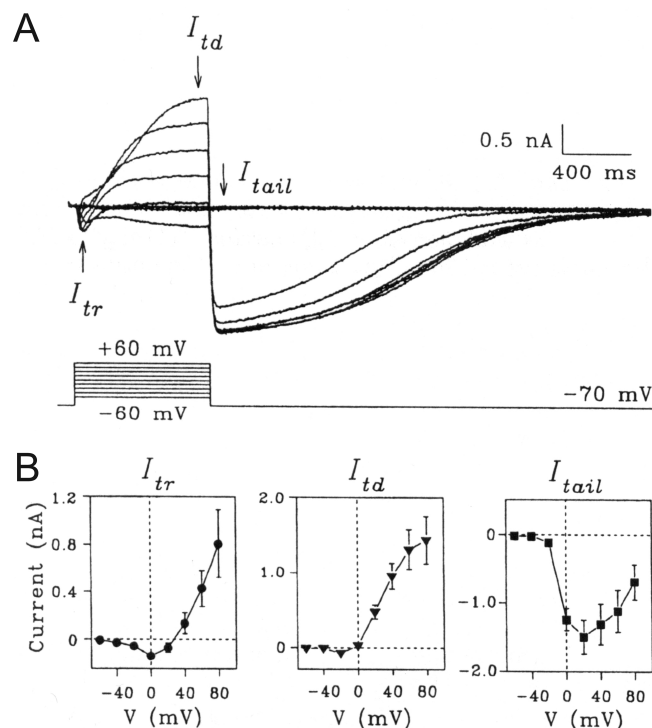 A
I_td
0.5 nA
400 ms
I_tail
I_tr
+60 mV
-60 mV
-70 mV
B
I_tr
I_td
I_tail
Current (nA)
1.2
0.8
0.4
0
-40 0 40 80
V (mV)
2.0
1.0
0
-40 0 40 80
V (mV)
0
-1.0
-2.0
-40 0 40 80
V (mV)